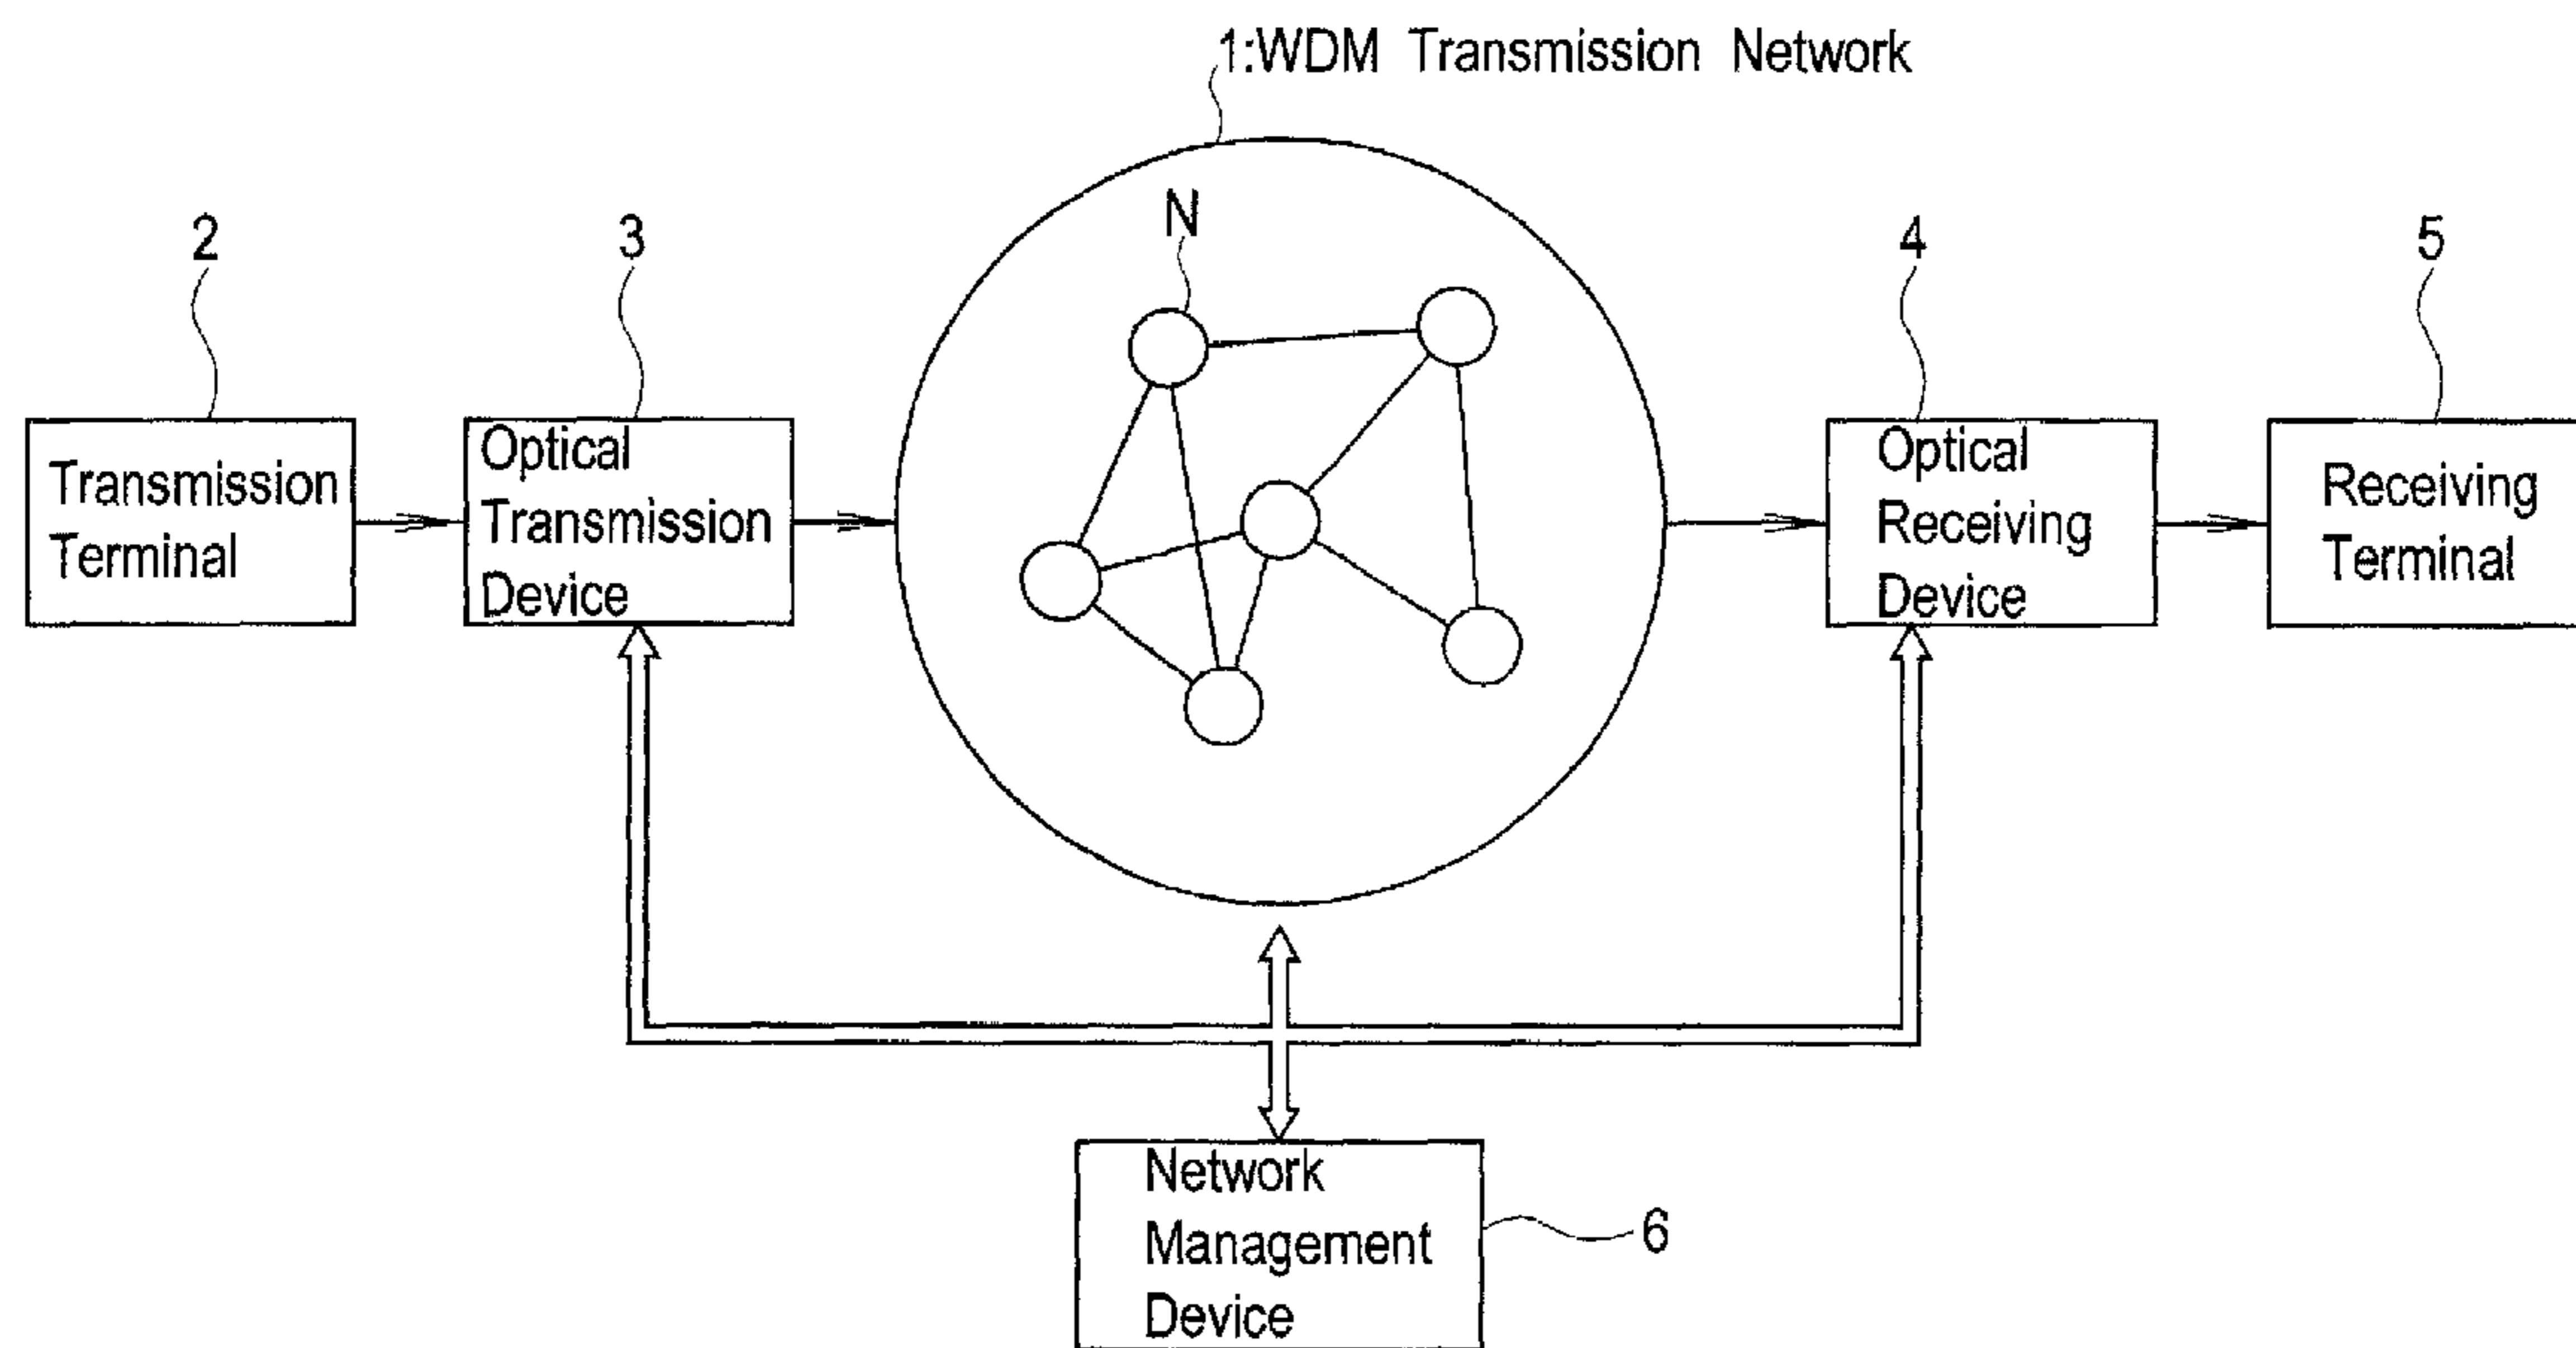 1:WDM Transmission Network
N
2
3
4
5
Transmission
Terminal
Optical
Transmission
Device
Optical
Receiving
Device
Receiving
Terminal
Network
Management
Device
6